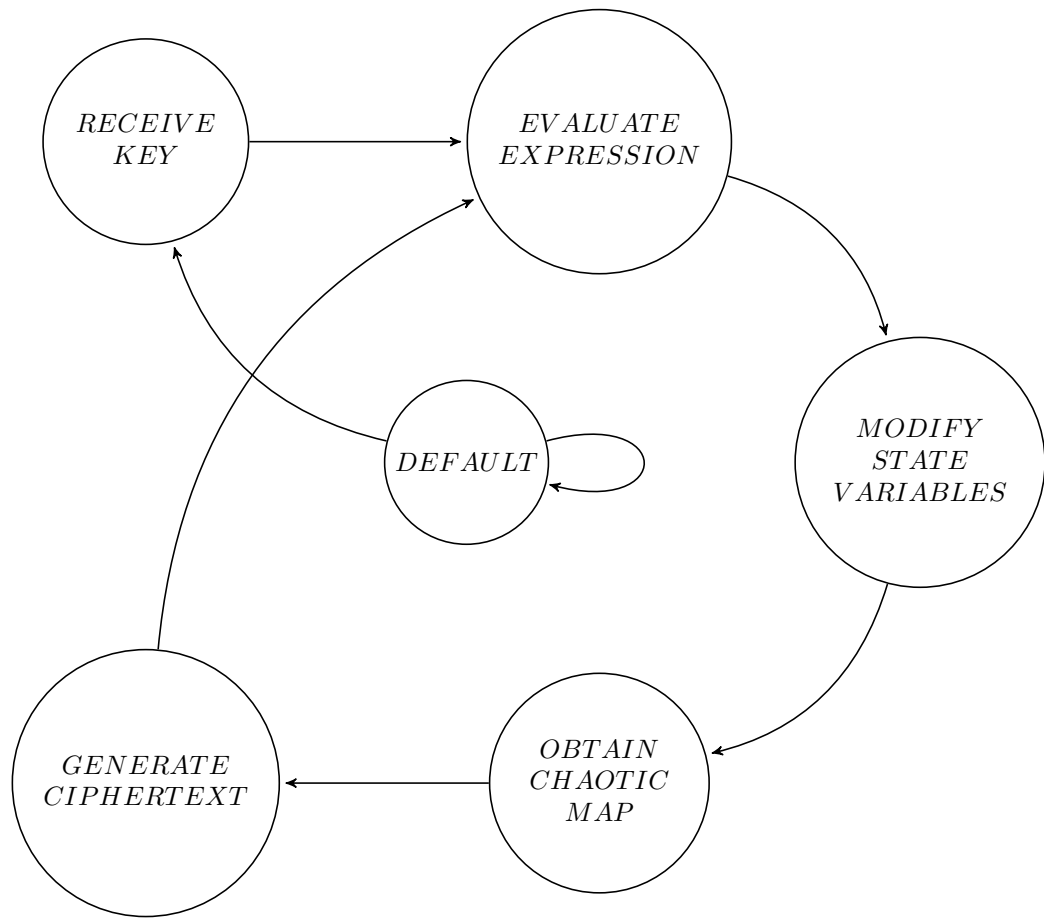 RECEIVE
KEY
EVALUATE
EXPRESSION
MODIFY
STATE
VARIABLES
DEFAULT
OBTAIN
CHAOTIC
MAP
GENERATE
CIPHERTEXT